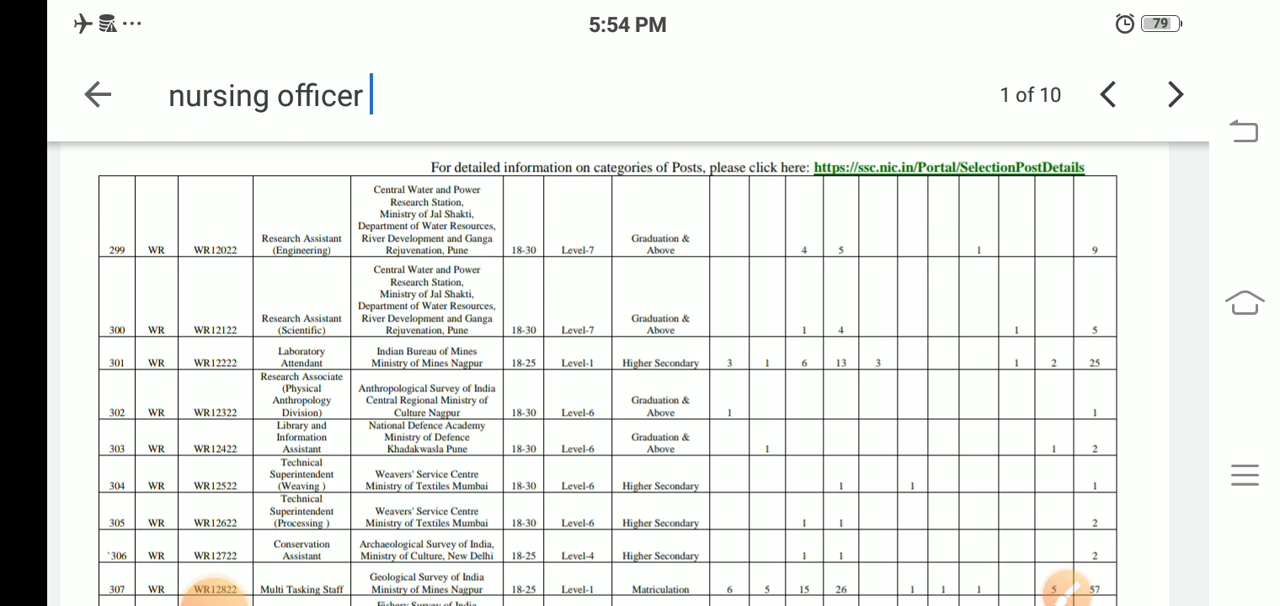 5:54 PM
79
nursing officer
1 of 10
For detailed information on categories of Posts, please click here: https://ssc.nic.in/Portal/SelectionPostDetails
299 WR WR12022 Research Assistant (Engineering) Central Water and Power Research Station, Ministry of Jal Shakti, Department of Water Resources, River Development and Ganga Rejuvenation, Pune 18-30 Level-7 Graduation & Above 4 5 1 9
300 WR WR12122 Research Assistant (Scientific) Central Water and Power Research Station, Ministry of Jal Shakti, Department of Water Resources, River Development and Ganga Rejuvenation, Pune 18-30 Level-7 Graduation & Above 1 4 1 5
301 WR WR12222 Laboratory Attendant Indian Bureau of Mines Ministry of Mines Nagpur 18-25 Level-1 Higher Secondary 3 1 6 13 3 1 2 25
302 WR WR12322 Research Associate (Physical Anthropology Division) Anthropological Survey of India Central Regional Ministry of Culture Nagpur 18-30 Level-6 Graduation & Above 1 1
303 WR WR12422 Library and Information Assistant National Defence Academy Ministry of Defence Khadakwasla Pune 18-30 Level-6 Graduation & Above 1 1 2
304 WR WR12522 Technical Superintendent (Weaving ) Weavers' Service Centre Ministry of Textiles Mumbai 18-30 Level-6 Higher Secondary 1 1 1
305 WR WR12622 Technical Superintendent (Processing ) Weavers' Service Centre Ministry of Textiles Mumbai 18-30 Level-6 Higher Secondary 1 1 2
`306 WR WR12722 Conservation Assistant Archaeological Survey of India, Ministry of Culture, New Delhi 18-25 Level-4 Higher Secondary 1 1 2
307 WR WR12822 Multi Tasking Staff Geological Survey of India Ministry of Mines Nagpur 18-25 Level-1 Matriculation 6 5 15 26 1 1 1 5 57
Fishery Survey of India